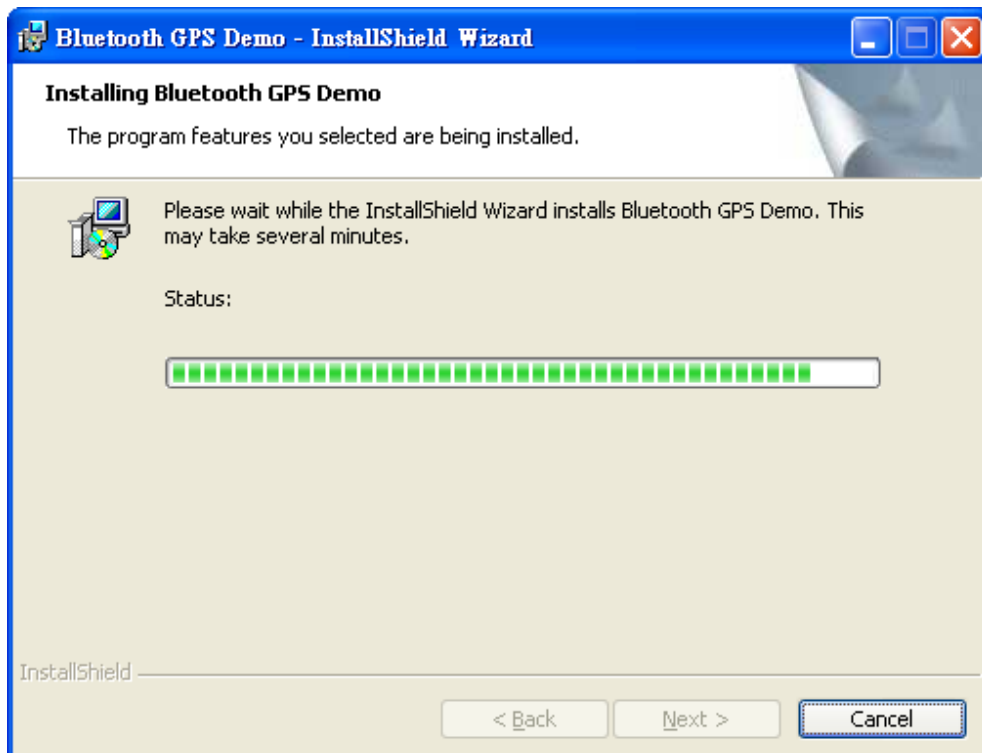 Bluetooth GPS Demo - InstallShield Wizard
Installing Bluetooth GPS Demo
The program features you selected are being installed.
Please wait while the InstallShield Wizard installs Bluetooth GPS Demo. This
may take several minutes.
Status:
InstallShield
< Back Next > Cancel